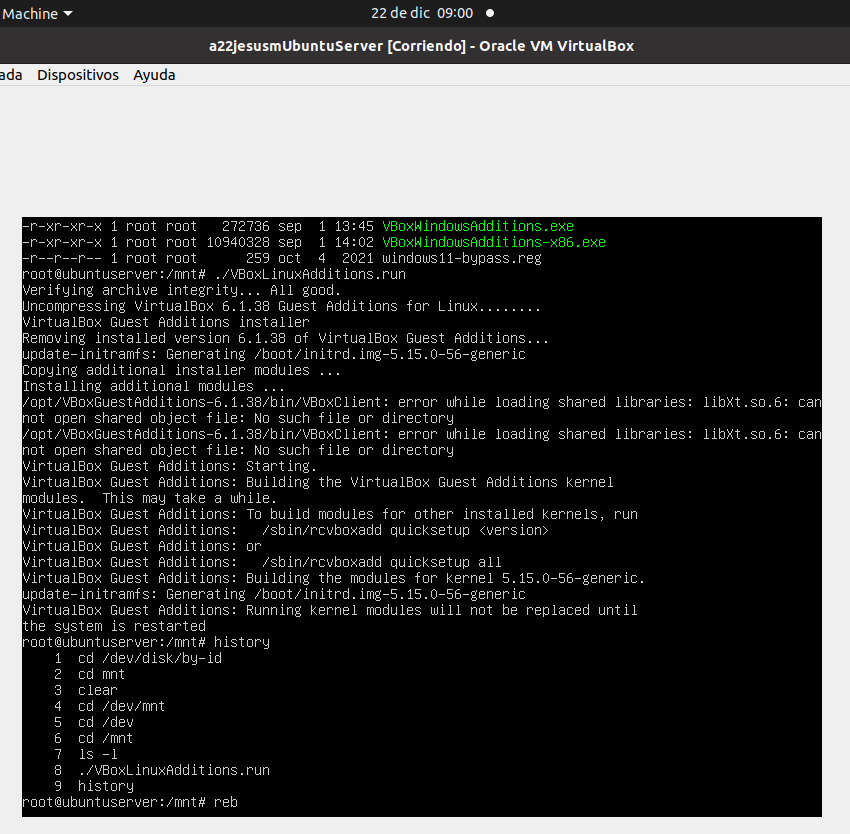 Machine
22 de dic 09:00
a22jesusmUbuntuServer [Corriendo] - Oracle VM VirtualBox
ada Dispositivos Ayuda
-r-xr-xr-x 1 root root   272736 sep  1 13:45 VBoxWindowsAdditions.exe
-r-xr-xr-x 1 root root 10940328 sep  1 14:02 VBoxWindowsAdditions-x86.exe
-r--r--r-- 1 root root      259 oct  4  2021 windows11-bypass.reg
root@ubuntuserver:/mnt# ./VBoxLinuxAdditions.run
Verifying archive integrity... All good.
Uncompressing VirtualBox 6.1.38 Guest Additions for Linux........
VirtualBox Guest Additions installer
Removing installed version 6.1.38 of VirtualBox Guest Additions...
update-initramfs: Generating /boot/initrd.img-5.15.0-56-generic
Copying additional installer modules ...
Installing additional modules ...
/opt/VBoxGuestAdditions-6.1.38/bin/VBoxClient: error while loading shared libraries: libXt.so.6: can
not open shared object file: No such file or directory
/opt/VBoxGuestAdditions-6.1.38/bin/VBoxClient: error while loading shared libraries: libXt.so.6: can
not open shared object file: No such file or directory
VirtualBox Guest Additions: Starting.
VirtualBox Guest Additions: Building the VirtualBox Guest Additions kernel
modules.  This may take a while.
VirtualBox Guest Additions: To build modules for other installed kernels, run
VirtualBox Guest Additions:   /sbin/rcvboxadd quicksetup <version>
VirtualBox Guest Additions: or
VirtualBox Guest Additions:   /sbin/rcvboxadd quicksetup all
VirtualBox Guest Additions: Building the modules for kernel 5.15.0-56-generic.
update-initramfs: Generating /boot/initrd.img-5.15.0-56-generic
VirtualBox Guest Additions: Running kernel modules will not be replaced until
the system is restarted
root@ubuntuserver:/mnt# history
    1  cd /dev/disk/by-id
    2  cd mnt
    3  clear
    4  cd /dev/mnt
    5  cd /dev
    6  cd /mnt
    7  ls -l
    8  ./VBoxLinuxAdditions.run
    9  history
root@ubuntuserver:/mnt# reb